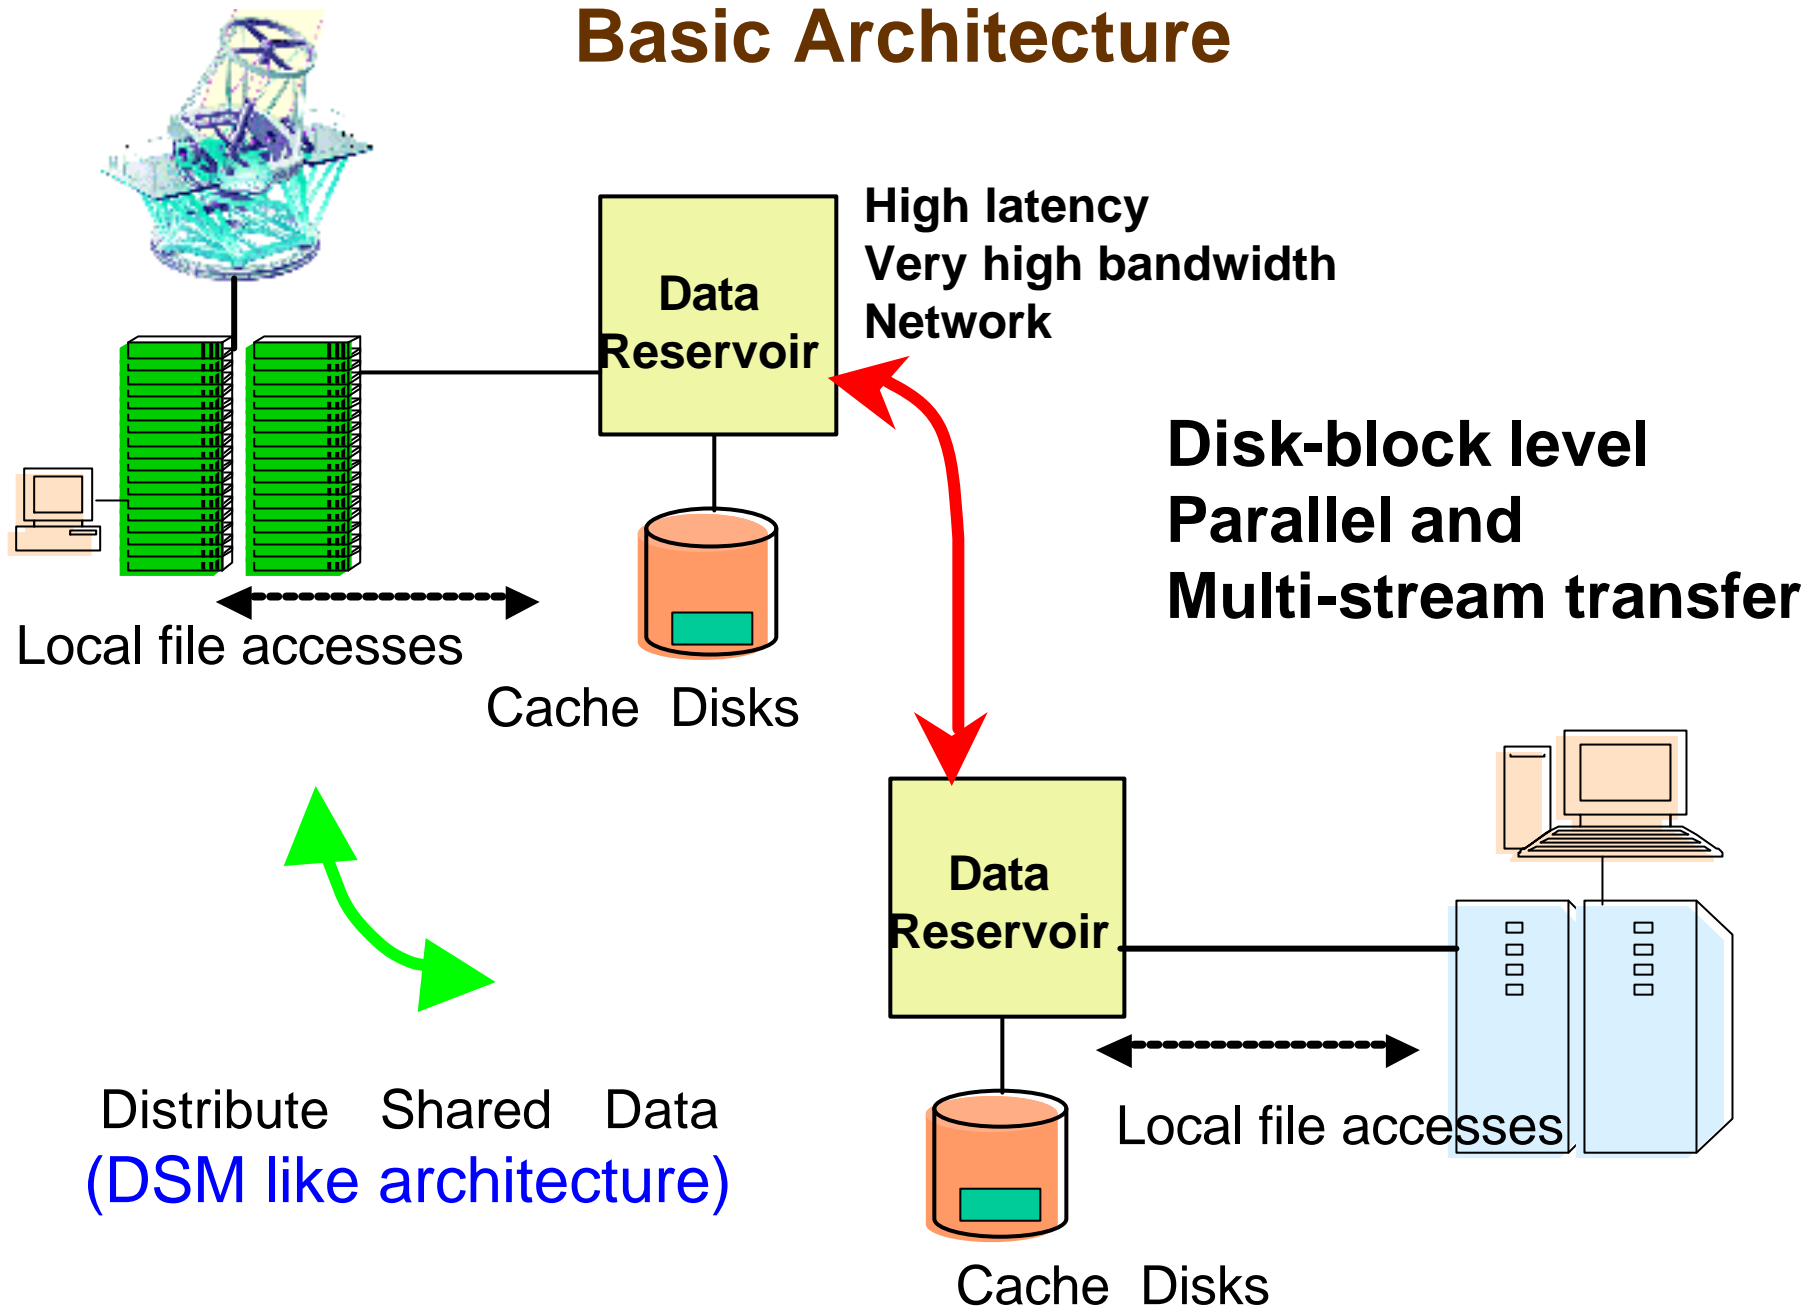 Basic Architecture
High latency
Very high bandwidth
Network
Data
Reservoir
Disk-block level
Parallel and
Multi-stream transfer
Local file accesses
Cache Disks
Data
Reservoir
Distribute Shared Data
(DSM like architecture)
Local file accesses
Cache Disks